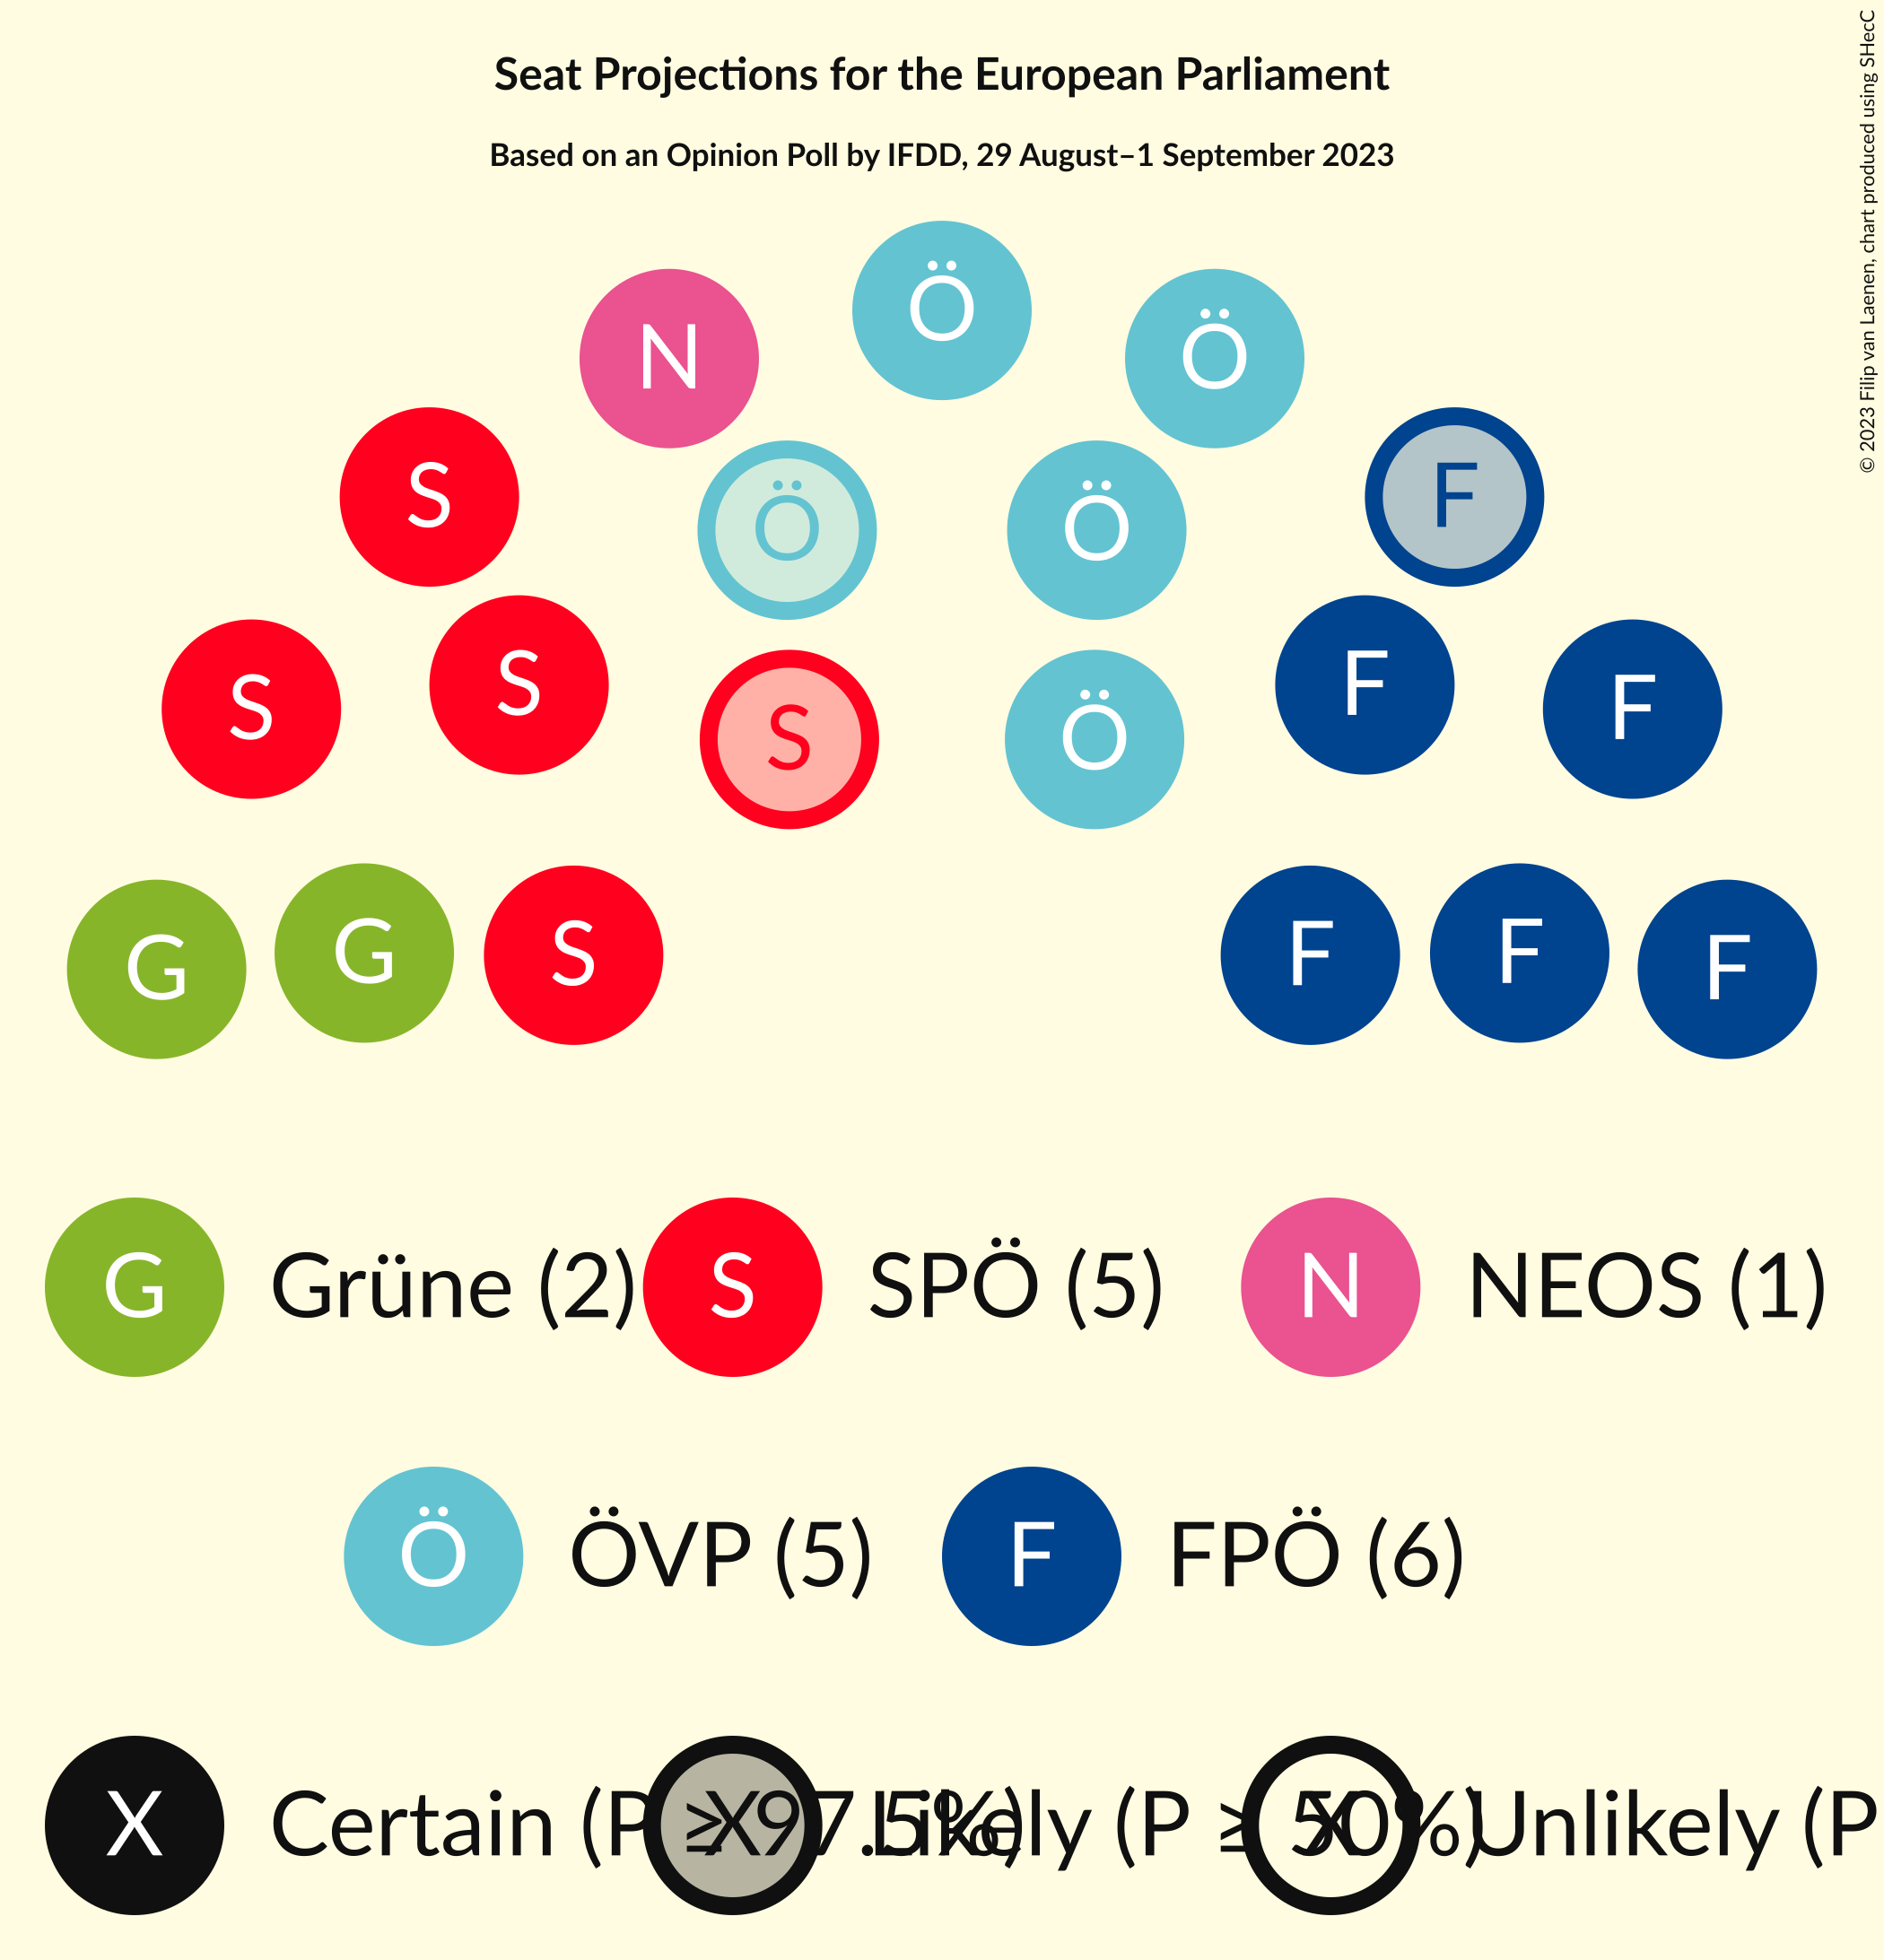 Seat Projections for the European Parliament
Based on an Opinion Poll by IFDD, 29 August–1 September 2023
© 2023 Filip van Laenen, chart produced using SHecC
Ö
N Ö
S F
Ö Ö
S S F F
S Ö
G G S F F F
G Grüne (2) S SPÖ (5) N NEOS (1)
Ö ÖVP (5) F FPÖ (6)
X Certain (P ≥ 97.5%) X Likely (P ≥ 50%) X Unlikely (P